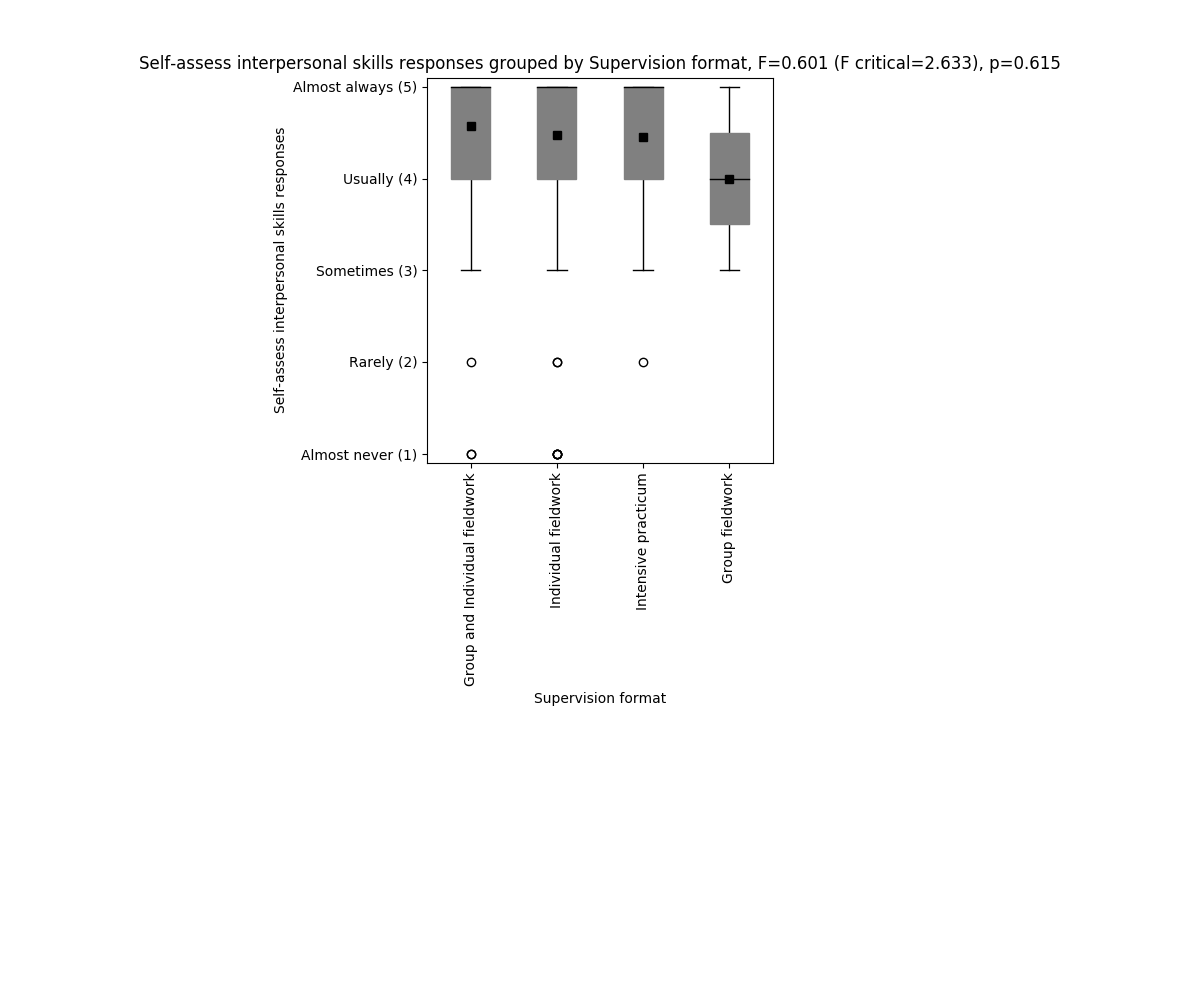 Self-assess interpersonal skills responses grouped by Supervision format, F=0.601 (F critical=2.633), p=0.615
Self-assess interpersonal skills responses
Almost always (5)
Usually (4)
Sometimes (3)
Rarely (2)
Almost never (1)
Group and Individual fieldwork
Individual fieldwork
Intensive practicum
Group fieldwork
Supervision format